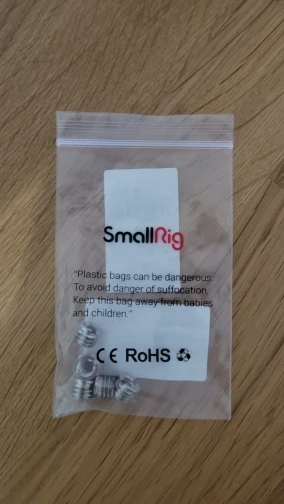 SmallRig
"Plastic bags can be dangerous.
To avoid danger of suffocation,
Keep this bag away from babies
and children."
CE RoHS